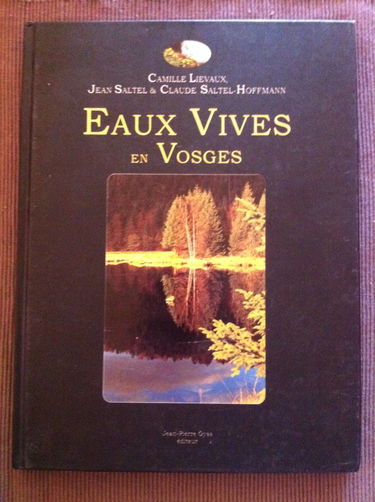 Camille Lievaux,
Jean Saltel & Claude Saltel-Hoffmann
Eaux Vives
en Vosges
Jean-Pierre Gyss
éditeur